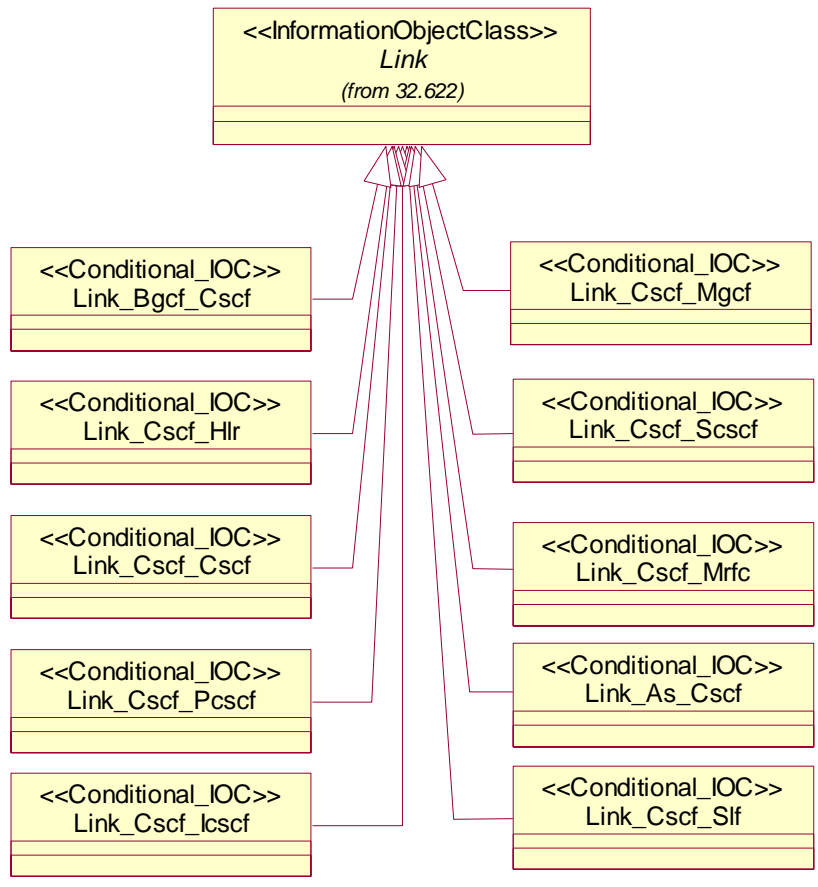 <<InformationObjectClass>>
Link
(from 32.622)
<<Conditional_IOC>>
Link_Bgcf_Cscf
<<Conditional_IOC>>
Link_Cscf_Mgcf
<<Conditional_IOC>>
Link_Cscf_Hlr
<<Conditional_IOC>>
Link_Cscf_Scscf
<<Conditional_IOC>>
Link_Cscf_Cscf
<<Conditional_IOC>>
Link_Cscf_Mrfc
<<Conditional_IOC>>
Link_Cscf_Pcscf
<<Conditional_IOC>>
Link_As_Cscf
<<Conditional_IOC>>
Link_Cscf_Icscf
<<Conditional_IOC>>
Link_Cscf_Slf